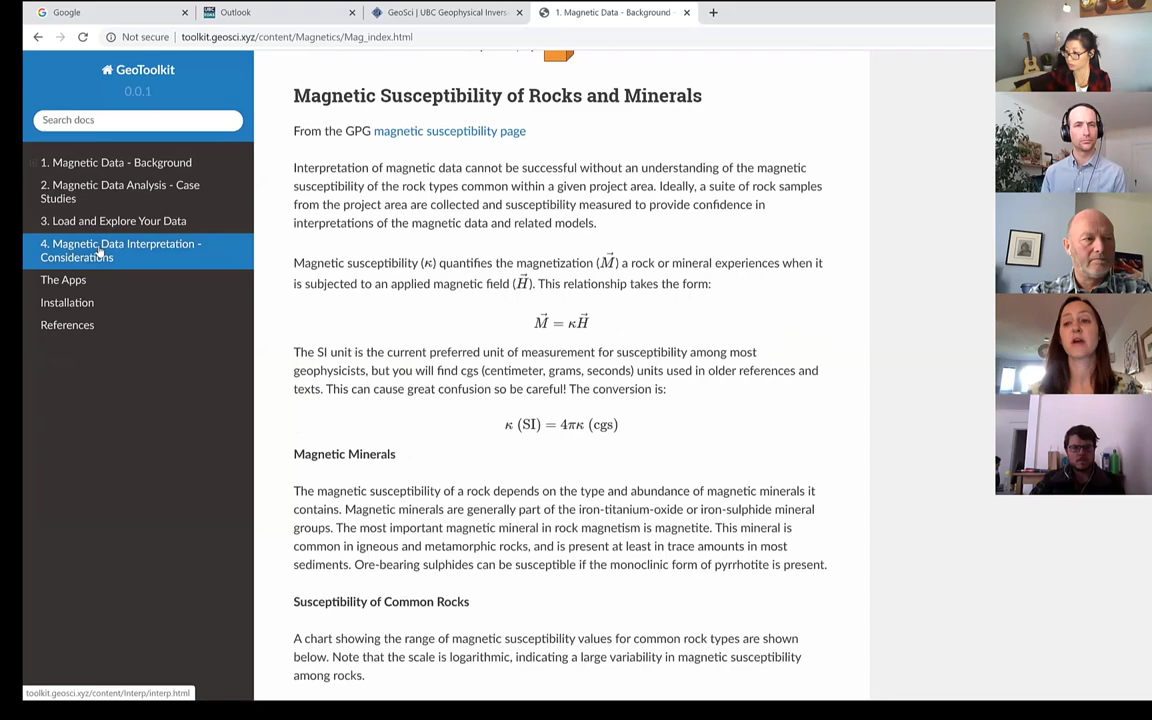 Google
Outlook
GeoSci | UBC Geophysical Invers
1. Magnetic Data - Background
Not secure | toolkit.geosci.xyz/content/Magnetics/Mag_index.html
GeoToolkit
0.0.1
Search docs
1. Magnetic Data - Background
2. Magnetic Data Analysis - Case
Studies
3. Load and Explore Your Data
4. Magnetic Data Interpretation -
Considerations
The Apps
Installation
References
Magnetic Susceptibility of Rocks and Minerals
From the GPG magnetic susceptibility page
Interpretation of magnetic data cannot be successful without an understanding of the magnetic
susceptibility of the rock types common within a given project area. Ideally, a suite of rock samples
from the project area are collected and susceptibility measured to provide confidence in
interpretations of the magnetic data and related models.
Magnetic susceptibility (κ) quantifies the magnetization (M⃗) a rock or mineral experiences when it
is subjected to an applied magnetic field (H⃗). This relationship takes the form:
M⃗ = κH⃗
The SI unit is the current preferred unit of measurement for susceptibility among most
geophysicists, but you will find cgs (centimeter, grams, seconds) units used in older references and
texts. This can cause great confusion so be careful! The conversion is:
κ (SI) = 4πκ (cgs)
Magnetic Minerals
The magnetic susceptibility of a rock depends on the type and abundance of magnetic minerals it
contains. Magnetic minerals are generally part of the iron-titanium-oxide or iron-sulphide mineral
groups. The most important magnetic mineral in rock magnetism is magnetite. This mineral is
common in igneous and metamorphic rocks, and is present at least in trace amounts in most
sediments. Ore-bearing sulphides can be susceptible if the monoclinic form of pyrrhotite is present.
Susceptibility of Common Rocks
A chart showing the range of magnetic susceptibility values for common rock types are shown
below. Note that the scale is logarithmic, indicating a large variability in magnetic susceptibility
among rocks.
toolkit.geosci.xyz/content/Interp/interp.html